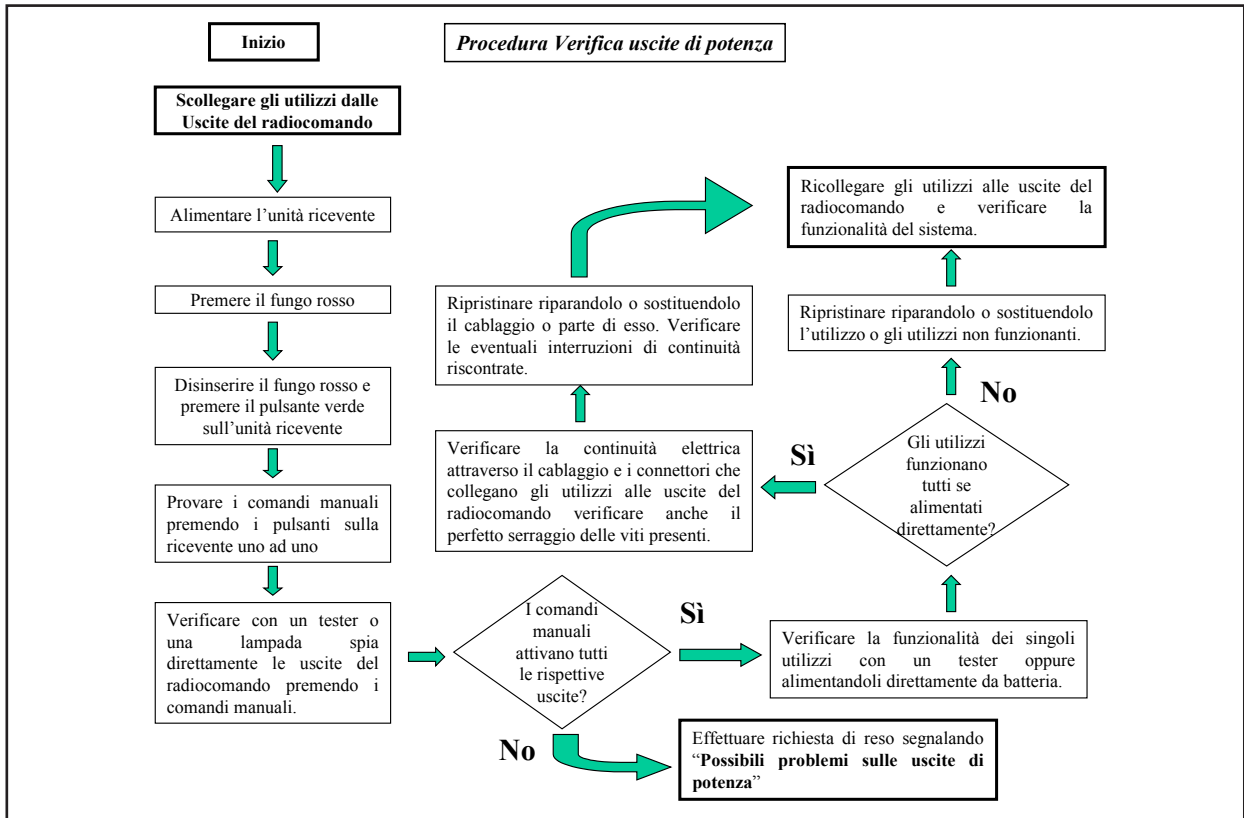 Inizio
Procedura Verifica uscite di potenza
Scollegare gli utilizzi dalle
Uscite del radiocomando
Alimentare l’unità ricevente
Premere il fungo rosso
Disinserire il fungo rosso e
premere il pulsante verde
sull’unità ricevente
Provare i comandi manuali
premendo i pulsanti sulla
ricevente uno ad uno
Verificare con un tester o
una lampada spia
direttamente le uscite del
radiocomando premendo i
comandi manuali.
I comandi
manuali
attivano tutti
le rispettive
uscite?
No
Effettuare richiesta di reso segnalando
“Possibili problemi sulle uscite di
potenza”
Sì
Verificare la funzionalità dei singoli
utilizzi con un tester oppure
alimentandoli direttamente da batteria.
Gli utilizzi
funzionano
tutti se
alimentati
direttamente?
Sì
Verificare la continuità elettrica
attraverso il cablaggio e i connettori che
collegano gli utilizzi alle uscite del
radiocomando verificare anche il
perfetto serraggio delle viti presenti.
Ripristinare riparandolo o sostituendo
il cablaggio o parte di esso. Verificare
le eventuali interruzioni di continuità
riscontrate.
No
Ripristinare riparandolo o sostituendolo
l’utilizzo o gli utilizzi non funzionanti.
Ricollegare gli utilizzi alle uscite del
radiocomando e verificare la
funzionalità del sistema.